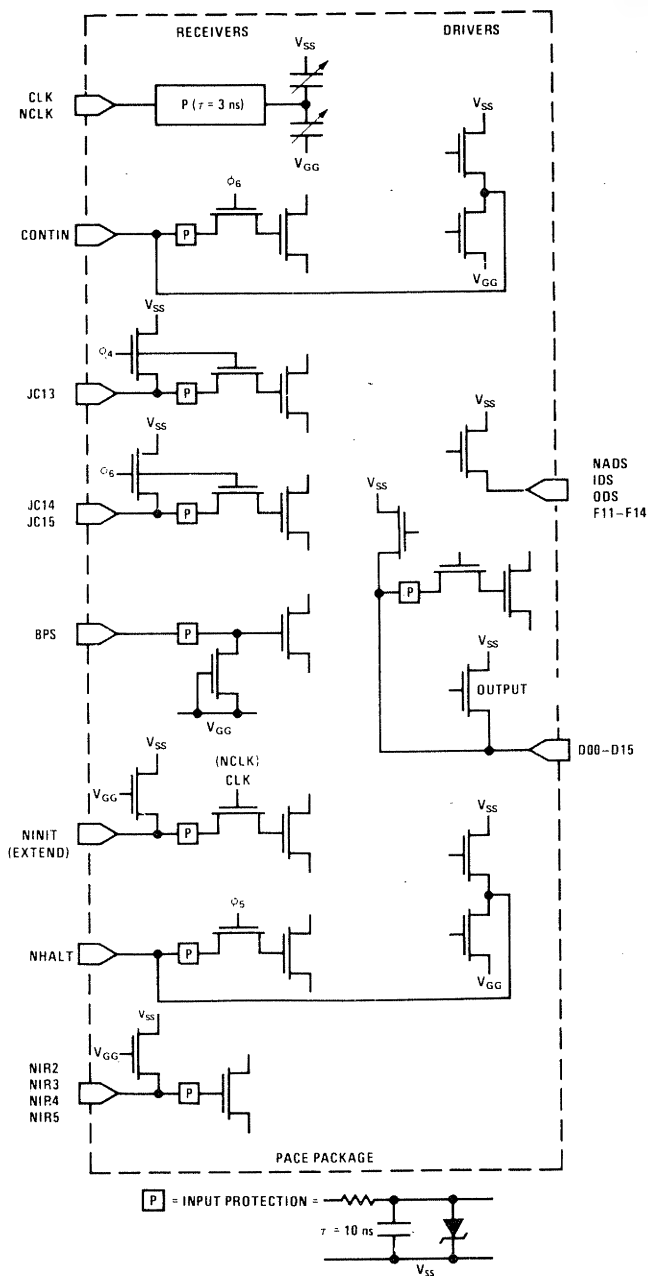 RECEIVERS
DRIVERS
VSS
CLK
NCLK
P (τ = 3 ns)
VGG
VSS
VGG
CONTIN
P
ϕ6
VSS
ϕ4
JC13
P
VSS
ϕ6
JC14
JC15
P
VSS
NADS
IDS
ODS
F11–F14
VSS
P
BPS
P
VGG
VSS
OUTPUT
D00–D15
VSS
VGG
(NCLK)
CLK
NINIT
(EXTEND)
P
VSS
VGG
NHALT
P
ϕ5
VSS
VGG
NIR2
NIR3
NIR4
NIR5
P
PACE PACKAGE
P = INPUT PROTECTION =
τ = 10 ns
VSS